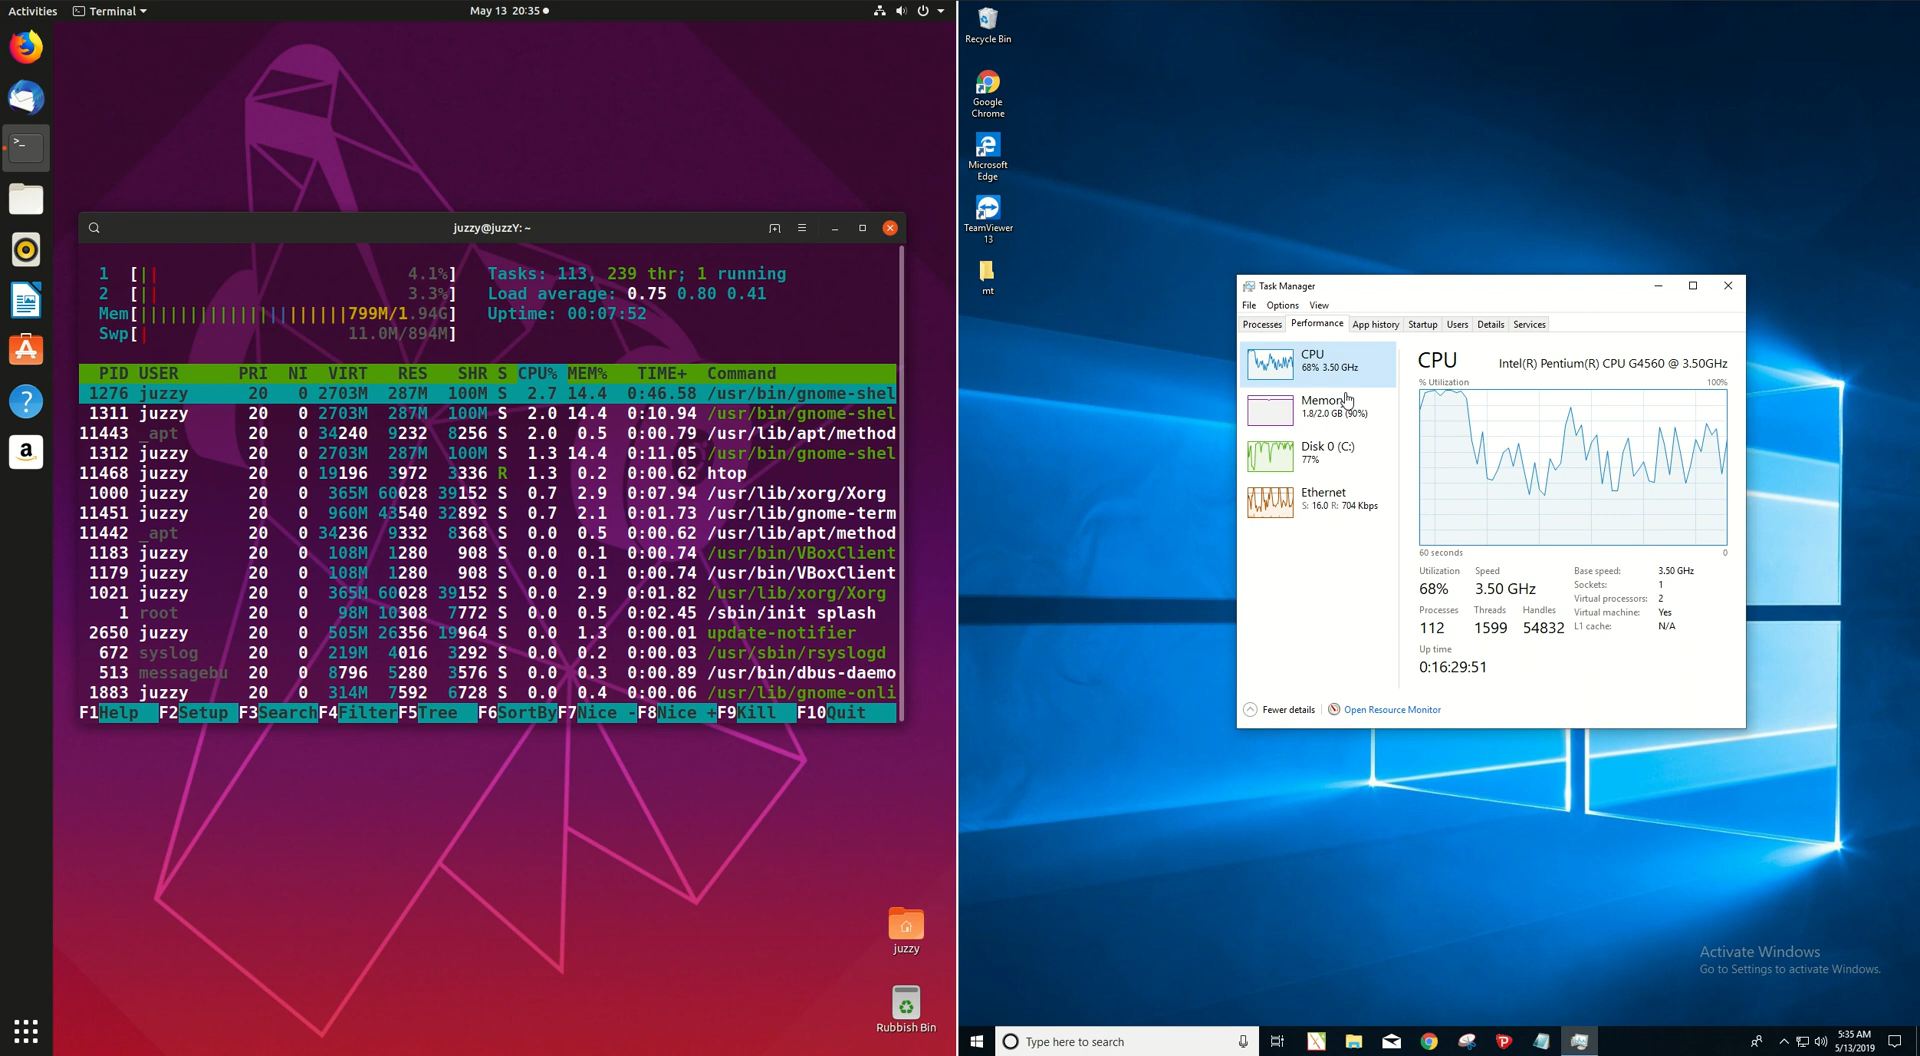 Activities
Terminal
May 13 20:35
juzzy@juzzY: ~
1 [|| 4.1%]
2 [|| 3.3%]
Mem[||||||||||||||||||||||799M/1.94G]
Swp[| 11.0M/894M]
Tasks: 113, 239 thr; 1 running
Load average: 0.75 0.80 0.41
Uptime: 00:07:52
PID USER PRI NI VIRT RES SHR S CPU% MEM% TIME+ Command
1276 juzzy 20 0 2703M 287M 100M S 2.7 14.4 0:46.58 /usr/bin/gnome-shel
1311 juzzy 20 0 2703M 287M 100M S 2.0 14.4 0:10.94 /usr/bin/gnome-shel
11443 _apt 20 0 34240 9232 8256 S 2.0 0.5 0:00.79 /usr/lib/apt/method
1312 juzzy 20 0 2703M 287M 100M S 1.3 14.4 0:11.05 /usr/bin/gnome-shel
11468 juzzy 20 0 19196 3972 3336 R 1.3 0.2 0:00.62 htop
1000 juzzy 20 0 365M 60028 39152 S 0.7 2.9 0:07.94 /usr/lib/xorg/Xorg
11451 juzzy 20 0 960M 43540 32892 S 0.7 2.1 0:01.73 /usr/lib/gnome-term
11442 _apt 20 0 34236 9332 8368 S 0.0 0.5 0:00.62 /usr/lib/apt/method
1183 juzzy 20 0 108M 1280 908 S 0.0 0.1 0:00.74 /usr/bin/VBoxClient
1179 juzzy 20 0 108M 1280 908 S 0.0 0.1 0:00.74 /usr/bin/VBoxClient
1021 juzzy 20 0 365M 60028 39152 S 0.0 2.9 0:01.82 /usr/lib/xorg/Xorg
1 root 20 0 98M 10308 7772 S 0.0 0.5 0:02.45 /sbin/init splash
2650 juzzy 20 0 505M 26356 19964 S 0.0 1.3 0:00.01 update-notifier
672 syslog 20 0 219M 4016 3292 S 0.0 0.2 0:00.03 /usr/sbin/rsyslogd
513 messagebu 20 0 8796 5280 3576 S 0.0 0.3 0:00.89 /usr/bin/dbus-daemo
1883 juzzy 20 0 314M 7592 6728 S 0.0 0.4 0:00.06 /usr/lib/gnome-onli
F1Help F2Setup F3SearchF4FilterF5Tree F6SortByF7Nice -F8Nice +F9Kill F10Quit
juzzy
Rubbish Bin
Recycle Bin
Google
Chrome
Microsoft
Edge
TeamViewer
13
mt
Task Manager
File Options View
Processes Performance App history Startup Users Details Services
CPU
68% 3.50 GHz
Memory
1.8/2.0 GB (90%)
Disk 0 (C:)
77%
Ethernet
S: 16.0 R: 704 Kbps
CPU
Intel(R) Pentium(R) CPU G4560 @ 3.50GHz
% Utilization 100%
60 seconds 0
Utilization Speed
68% 3.50 GHz
Processes Threads Handles
112 1599 54832
Up time
0:16:29:51
Base speed: 3.50 GHz
Sockets: 1
Virtual processors: 2
Virtual machine: Yes
L1 cache: N/A
Fewer details
Open Resource Monitor
Activate Windows
Go to Settings to activate Windows.
Type here to search
5:35 AM
5/13/2019